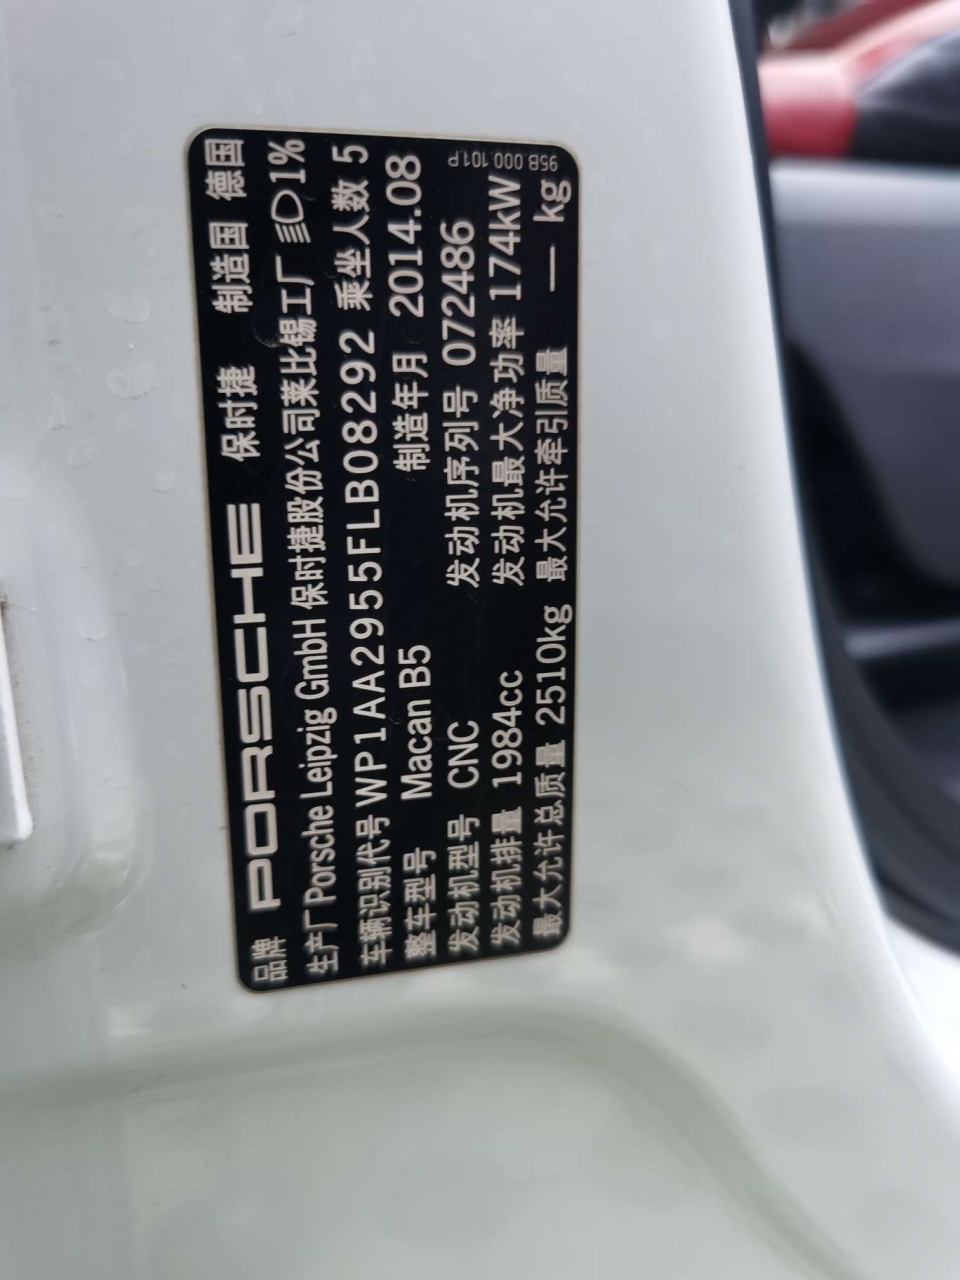 品牌 PORSCHE 保时捷 制造国 德国
生产厂 Porsche Leipzig GmbH 保时捷股份公司莱比锡工厂 1%
车辆识别代号 WP1AA2955FLB08292 乘坐人数 5
整车型号 Macan B5 制造年月 2014.08
发动机型号 CNC 发动机序列号 072486
发动机排量 1984cc 发动机最大净功率 174kW
最大允许总质量 2510kg 最大允许牵引质量 — kg
95B.000.101.P